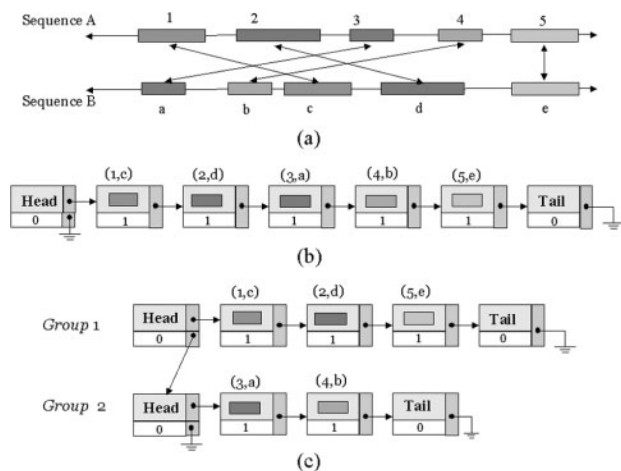 Sequence A
1 2 3 4 5
Sequence B
a b c d e
(a)
(1,c) (2,d) (3,a) (4,b) (5,e)
Head Tail
0 1 1 1 1 1 0
(b)
(1,c) (2,d) (5,e)
Group 1 Head Tail
0 1 1 1 0
(3,a) (4,b)
Group 2 Head Tail
0 1 1 0
(c)